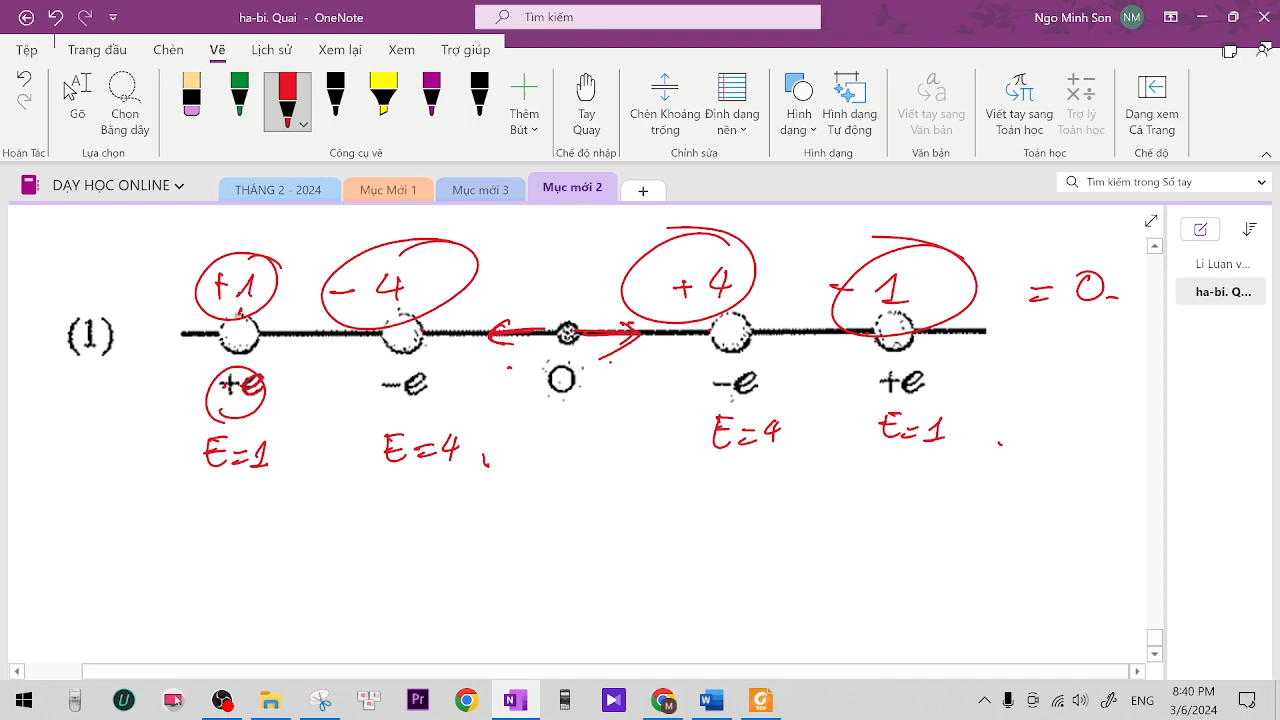 ha-bi. Quai - OneNote
Tìm kiếm
Ngo Minh Son NM
Tệp Trang đầu Chèn Vẽ Lịch sử Xem lại Xem Trợ giúp
Gõ
Chọn Bằng dây
Thêm Bút
Tay Quay
Chèn Khoảng trống
Định dạng nền
Hình dạng
Hình dạng Tự động
Viết tay sang Văn bản
Viết tay sang Toán học
Trợ lý Toán học
Dạng xem Cả Trang
Hoàn Tác Lựa chọn Công cụ vẽ Chế độ nhập Chỉnh sửa Hình dạng Văn bản Toán học Chế độ
DẠY HỌC ONLINE THÁNG 2 - 2024 Mục Mới 1 Mục mới 3 Mục mới 2 +
Tìm kiếm trong Sổ tay
Li Luan v...
ha-bi. Q...
+1 - 4 + 4 - 1 = 0.
(1)
+e -e O -e +e
E=1 E=4 E=4 E=1
ENG
8:40 PM
3/6/2024